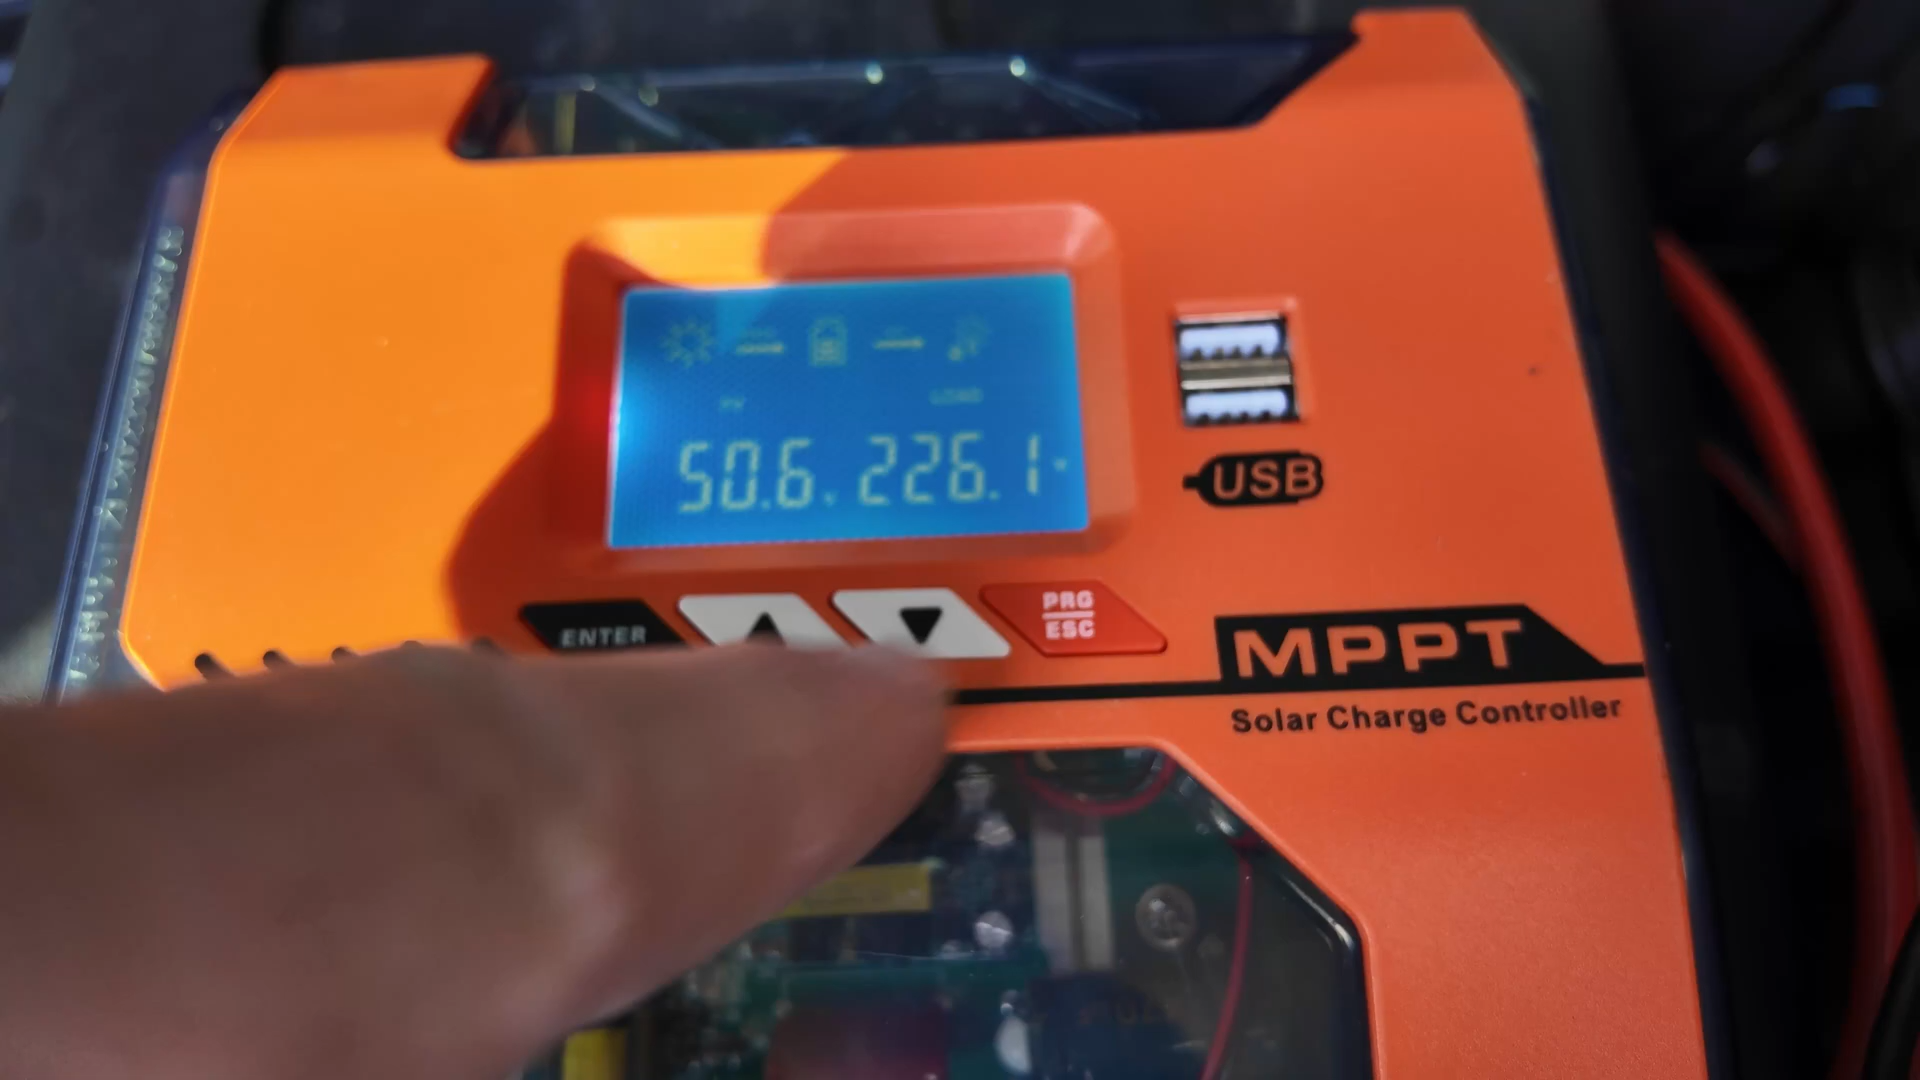 PV LOAD
50.6 v 226.1 v
USB
ENTER
PRG
ESC
MPPT
Solar Charge Controller